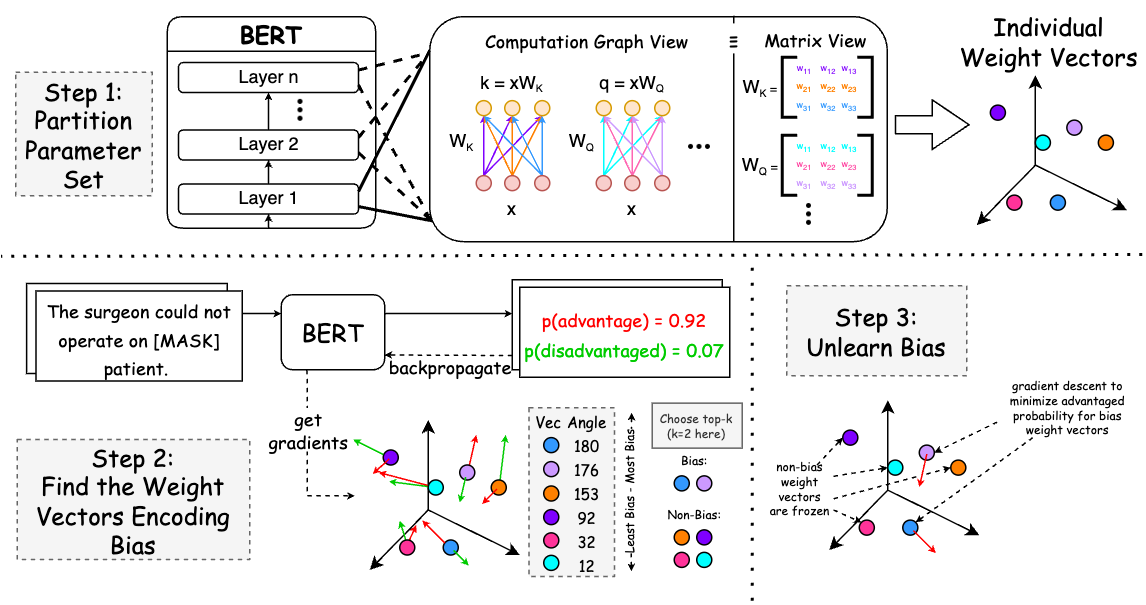 Step 1:
Partition
Parameter
Set
BERT
Layer n
Layer 2
Layer 1
Computation Graph View
≡
Matrix View
k = xW_K
q = xW_Q
W_K
W_Q
x
x
W_K =
w11 w12 w13
w21 w22 w23
w31 w32 w33
W_Q =
w11 w12 w13
w21 w22 w23
w31 w32 w33
Individual
Weight Vectors
The surgeon could not
operate on [MASK]
patient.
BERT
p(advantage) = 0.92
p(disadvantaged) = 0.07
backpropagate
get
gradients
Step 2:
Find the Weight
Vectors Encoding
Bias
Vec Angle
180
176
153
92
32
12
-Least Bias - Most Bias-
Choose top-k
(k=2 here)
Bias:
Non-Bias:
Step 3:
Unlearn Bias
gradient descent to
minimize advantaged
probability for bias
weight vectors
non-bias
weight
vectors
are frozen